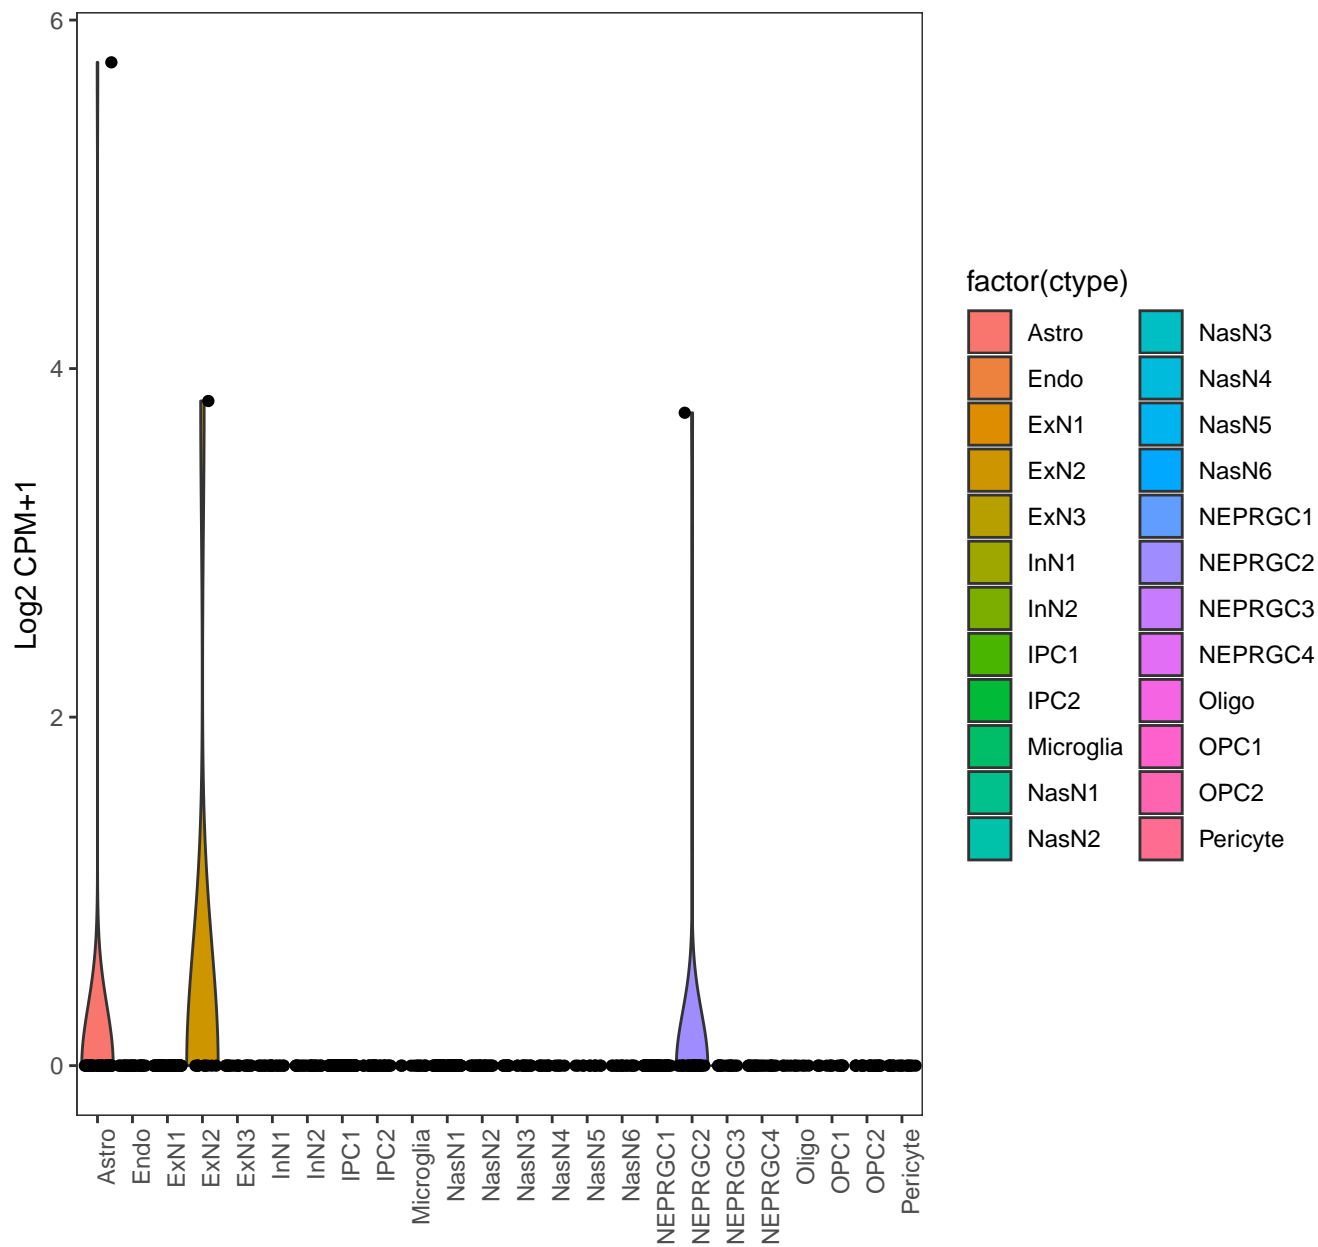 6
4
2
0
Log2 CPM+1
Astro
Endo
ExN1
ExN2
ExN3
InN1
InN2
IPC1
IPC2
Microglia
NasN1
NasN2
NasN3
NasN4
NasN5
NasN6
NEPRGC1
NEPRGC2
NEPRGC3
NEPRGC4
Oligo
OPC1
OPC2
Pericyte
factor(ctype)
Astro
Endo
ExN1
ExN2
ExN3
InN1
InN2
IPC1
IPC2
Microglia
NasN1
NasN2
NasN3
NasN4
NasN5
NasN6
NEPRGC1
NEPRGC2
NEPRGC3
NEPRGC4
Oligo
OPC1
OPC2
Pericyte